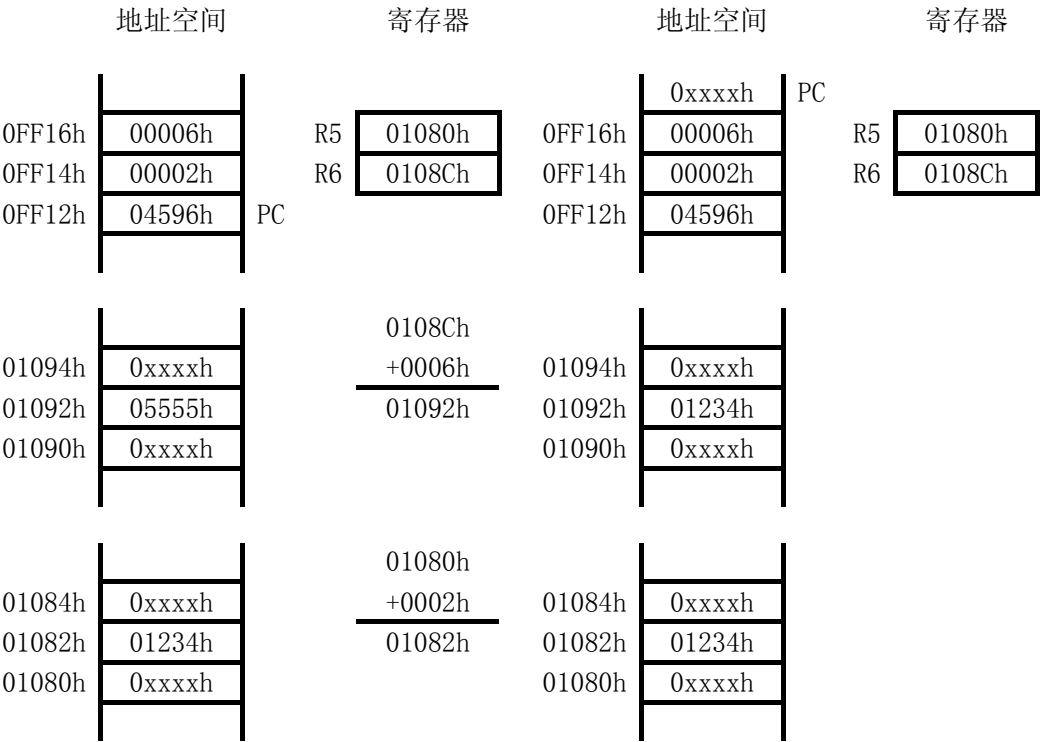 地址空间 寄存器 地址空间 寄存器
0xxxxh PC
0FF16h 00006h R5 01080h 0FF16h 00006h R5 01080h
0FF14h 00002h R6 0108Ch 0FF14h 00002h R6 0108Ch
0FF12h 04596h PC 0FF12h 04596h
0108Ch
01094h 0xxxxh +0006h 01094h 0xxxxh
01092h 05555h 01092h 01092h 01234h
01090h 0xxxxh 01090h 0xxxxh
01080h
01084h 0xxxxh +0002h 01084h 0xxxxh
01082h 01234h 01082h 01082h 01234h
01080h 0xxxxh 01080h 0xxxxh